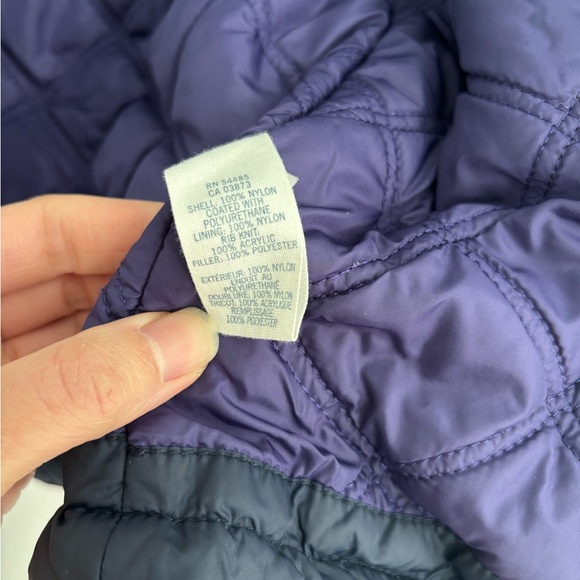 RN 54485
CA 03873
SHELL: 100% NYLON
COATED WITH
POLYURETHANE
LINING: 100% NYLON
RIB KNIT:
100% ACRYLIC
FILLER: 100% POLYESTER
EXTÉRIEUR: 100% NYLON
ENDUIT AU
POLYURÉTHANE
DOUBLURE: 100% NYLON
TRICOT: 100% ACRYLIQUE
REMPLISSAGE
100% POLYESTER